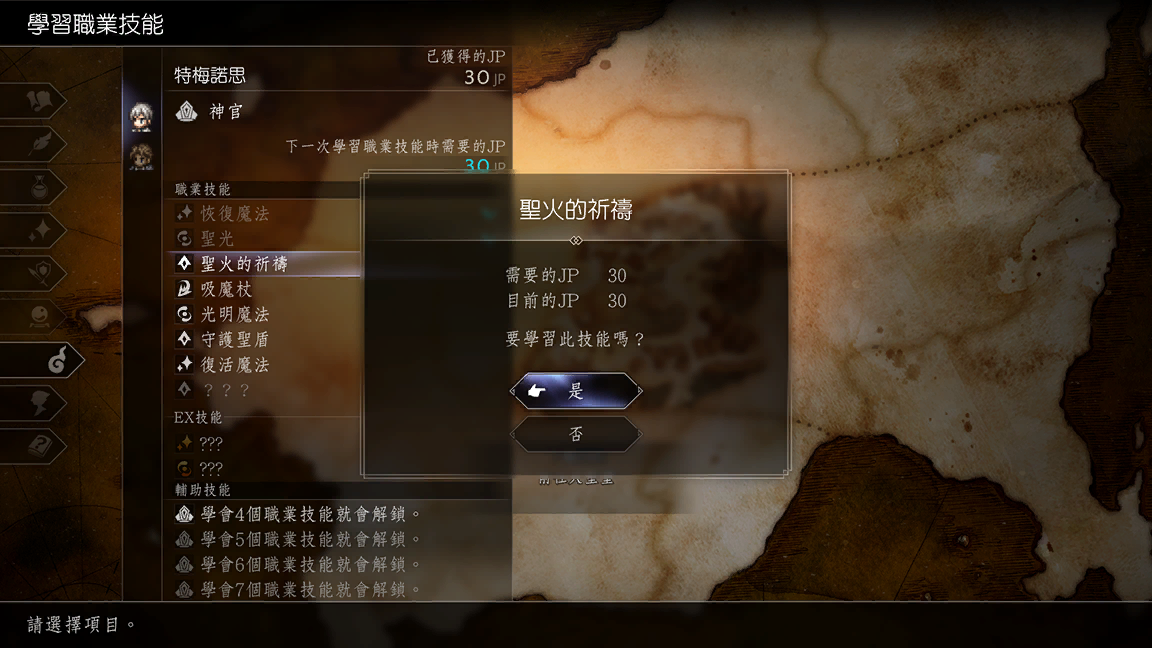 學習職業技能
已獲得的JP
特梅諾思
30 JP
神官
下一次學習職業技能時需要的JP
30 JP
職業技能
恢復魔法
聖光
聖火的祈禱
吸魔杖
光明魔法
守護聖盾
復活魔法
？？？
EX技能
???
???
輔助技能
學會4個職業技能就會解鎖。
學會5個職業技能就會解鎖。
學會6個職業技能就會解鎖。
學會7個職業技能就會解鎖。
聖火的祈禱
需要的JP 30
目前的JP 30
要學習此技能嗎？
是
否
請選擇項目。